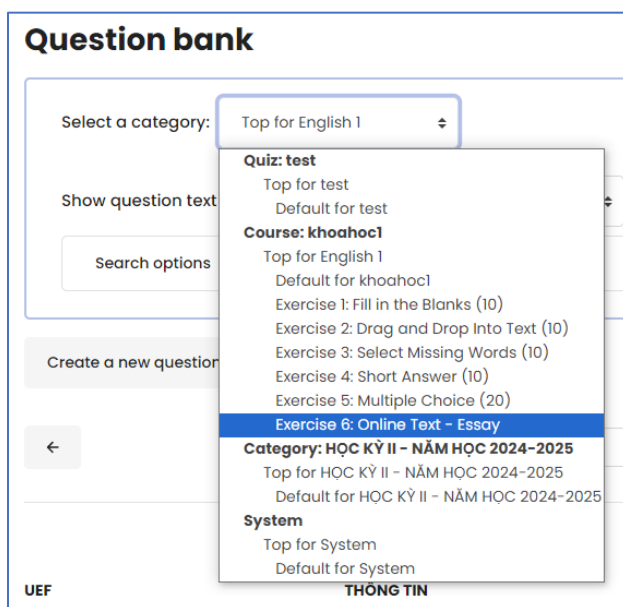 Question bank
Select a category: Top for English 1
Quiz: test
Top for test
Show question text
Default for test
Course: khoahoc1
Top for English 1
Search options
Default for khoahoc1
Exercise 1: Fill in the Blanks (10)
Exercise 2: Drag and Drop Into Text (10)
Exercise 3: Select Missing Words (10)
Create a new question
Exercise 4: Short Answer (10)
Exercise 5: Multiple Choice (20)
Exercise 6: Online Text - Essay
Category: HỌC KỲ II - NĂM HỌC 2024-2025
Top for HỌC KỲ II - NĂM HỌC 2024-2025
Default for HỌC KỲ II - NĂM HỌC 2024-2025
System
Top for System
Default for System
UEF
THÔNG TIN